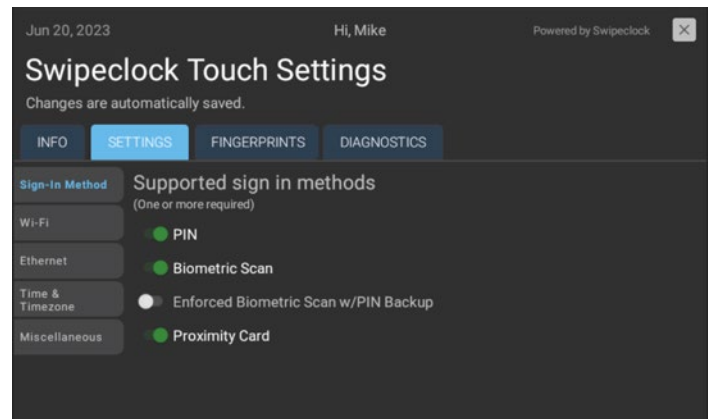 Jun 20, 2023 Hi, Mike Powered by Swipeclock
Swipeclock Touch Settings
Changes are automatically saved.
INFO SETTINGS FINGERPRINTS DIAGNOSTICS
Sign-In Method
Wi-Fi
Ethernet
Time &
Timezone
Miscellaneous
Supported sign in methods
(One or more required)
PIN
Biometric Scan
Enforced Biometric Scan w/PIN Backup
Proximity Card